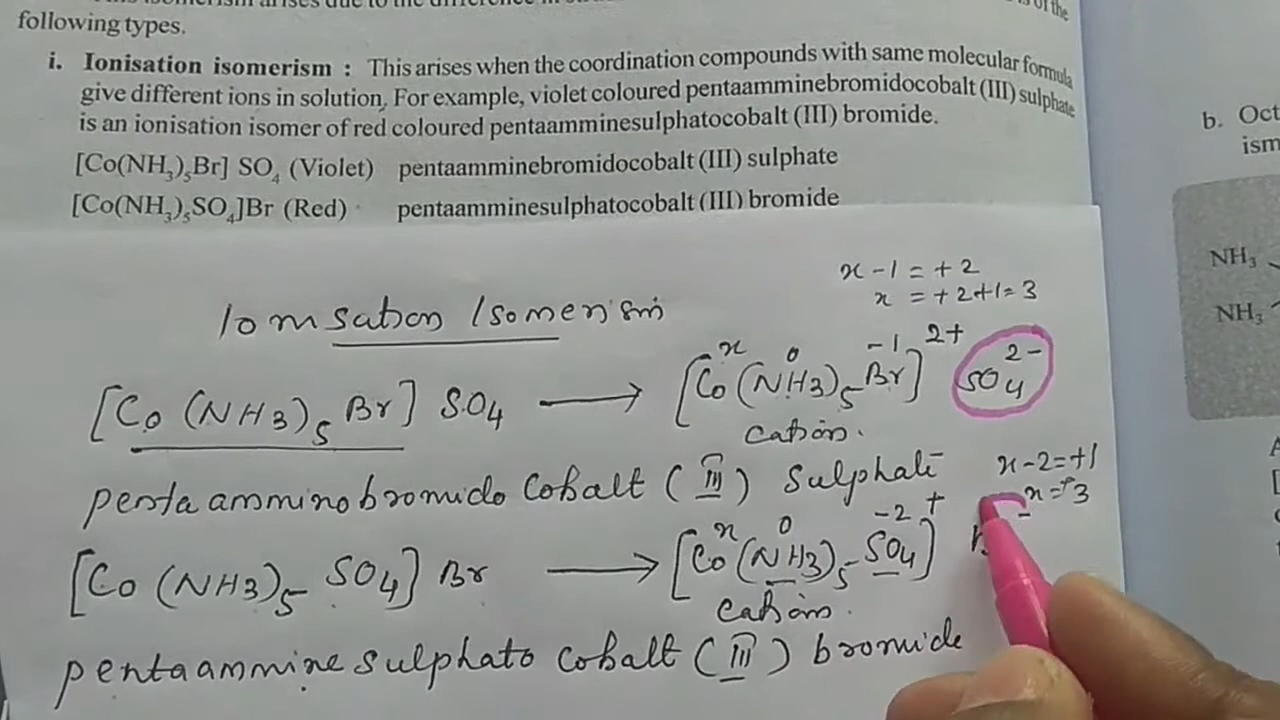 following types.
i. Ionisation isomerism : This arises when the coordination compounds with same molecular formula
give different ions in solution. For example, violet coloured pentaamminebromidocobalt (III) sulphate
is an ionisation isomer of red coloured pentaamminesulphatocobalt (III) bromide.
[Co(NH₃)₅Br] SO₄ (Violet) pentaamminebromidocobalt (III) sulphate
[Co(NH₃)₅SO₄]Br (Red) pentaamminesulphatocobalt (III) bromide
x - 1 = + 2
x = + 2 + 1 = 3
Ionisation Isomerism
x 0 -1 2+ 2-
[Co (NH3)₅ Br] SO4 → [Co (NH3)₅ Br] SO4
cation.
penta ammino bromido cobalt (III) sulphate
x - 2 = +1
x = +3
x 0 -2 +
[Co (NH3)₅ SO4] Br → [Co (NH3)₅ SO4]
cation.
pentaammine sulphato cobalt (III) bromide
b. Oct
ism
NH₃
NH₃